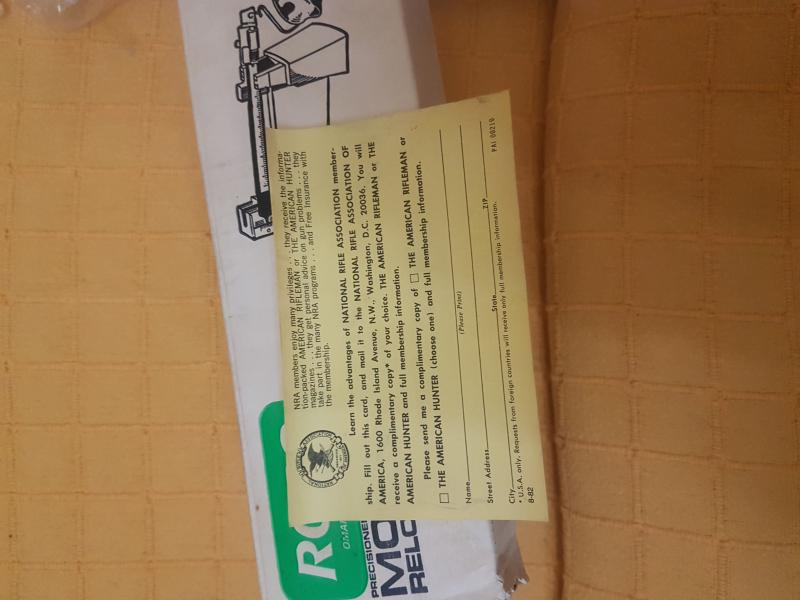 NRA members enjoy many privileges . . . they receive the informa-
tion-packed AMERICAN RIFLEMAN or THE AMERICAN HUNTER
magazines . . . they get personal advice on gun problems . . . they
take part in the many NRA programs . . . and Free Insurance with
the membership.
Learn the advantages of NATIONAL RIFLE ASSOCIATION member-
ship. Fill out this card, and mail it to the NATIONAL RIFLE ASSOCIATION OF
AMERICA, 1600 Rhode Island Avenue, N.W., Washington, D.C. 20036. You will
receive a complimentary copy* of your choice. THE AMERICAN RIFLEMAN or THE
AMERICAN HUNTER and full membership information.
Please send me a complimentary copy of □ THE AMERICAN RIFLEMAN or
□ THE AMERICAN HUNTER (choose one) and full membership information.
Name
(Please Print)
Street Address
City State ZIP
* U.S.A. only. Requests from foreign countries will receive only full membership information.
8-82 PAI 00210
RC
OMA
PRECISIONE
MO
RELO